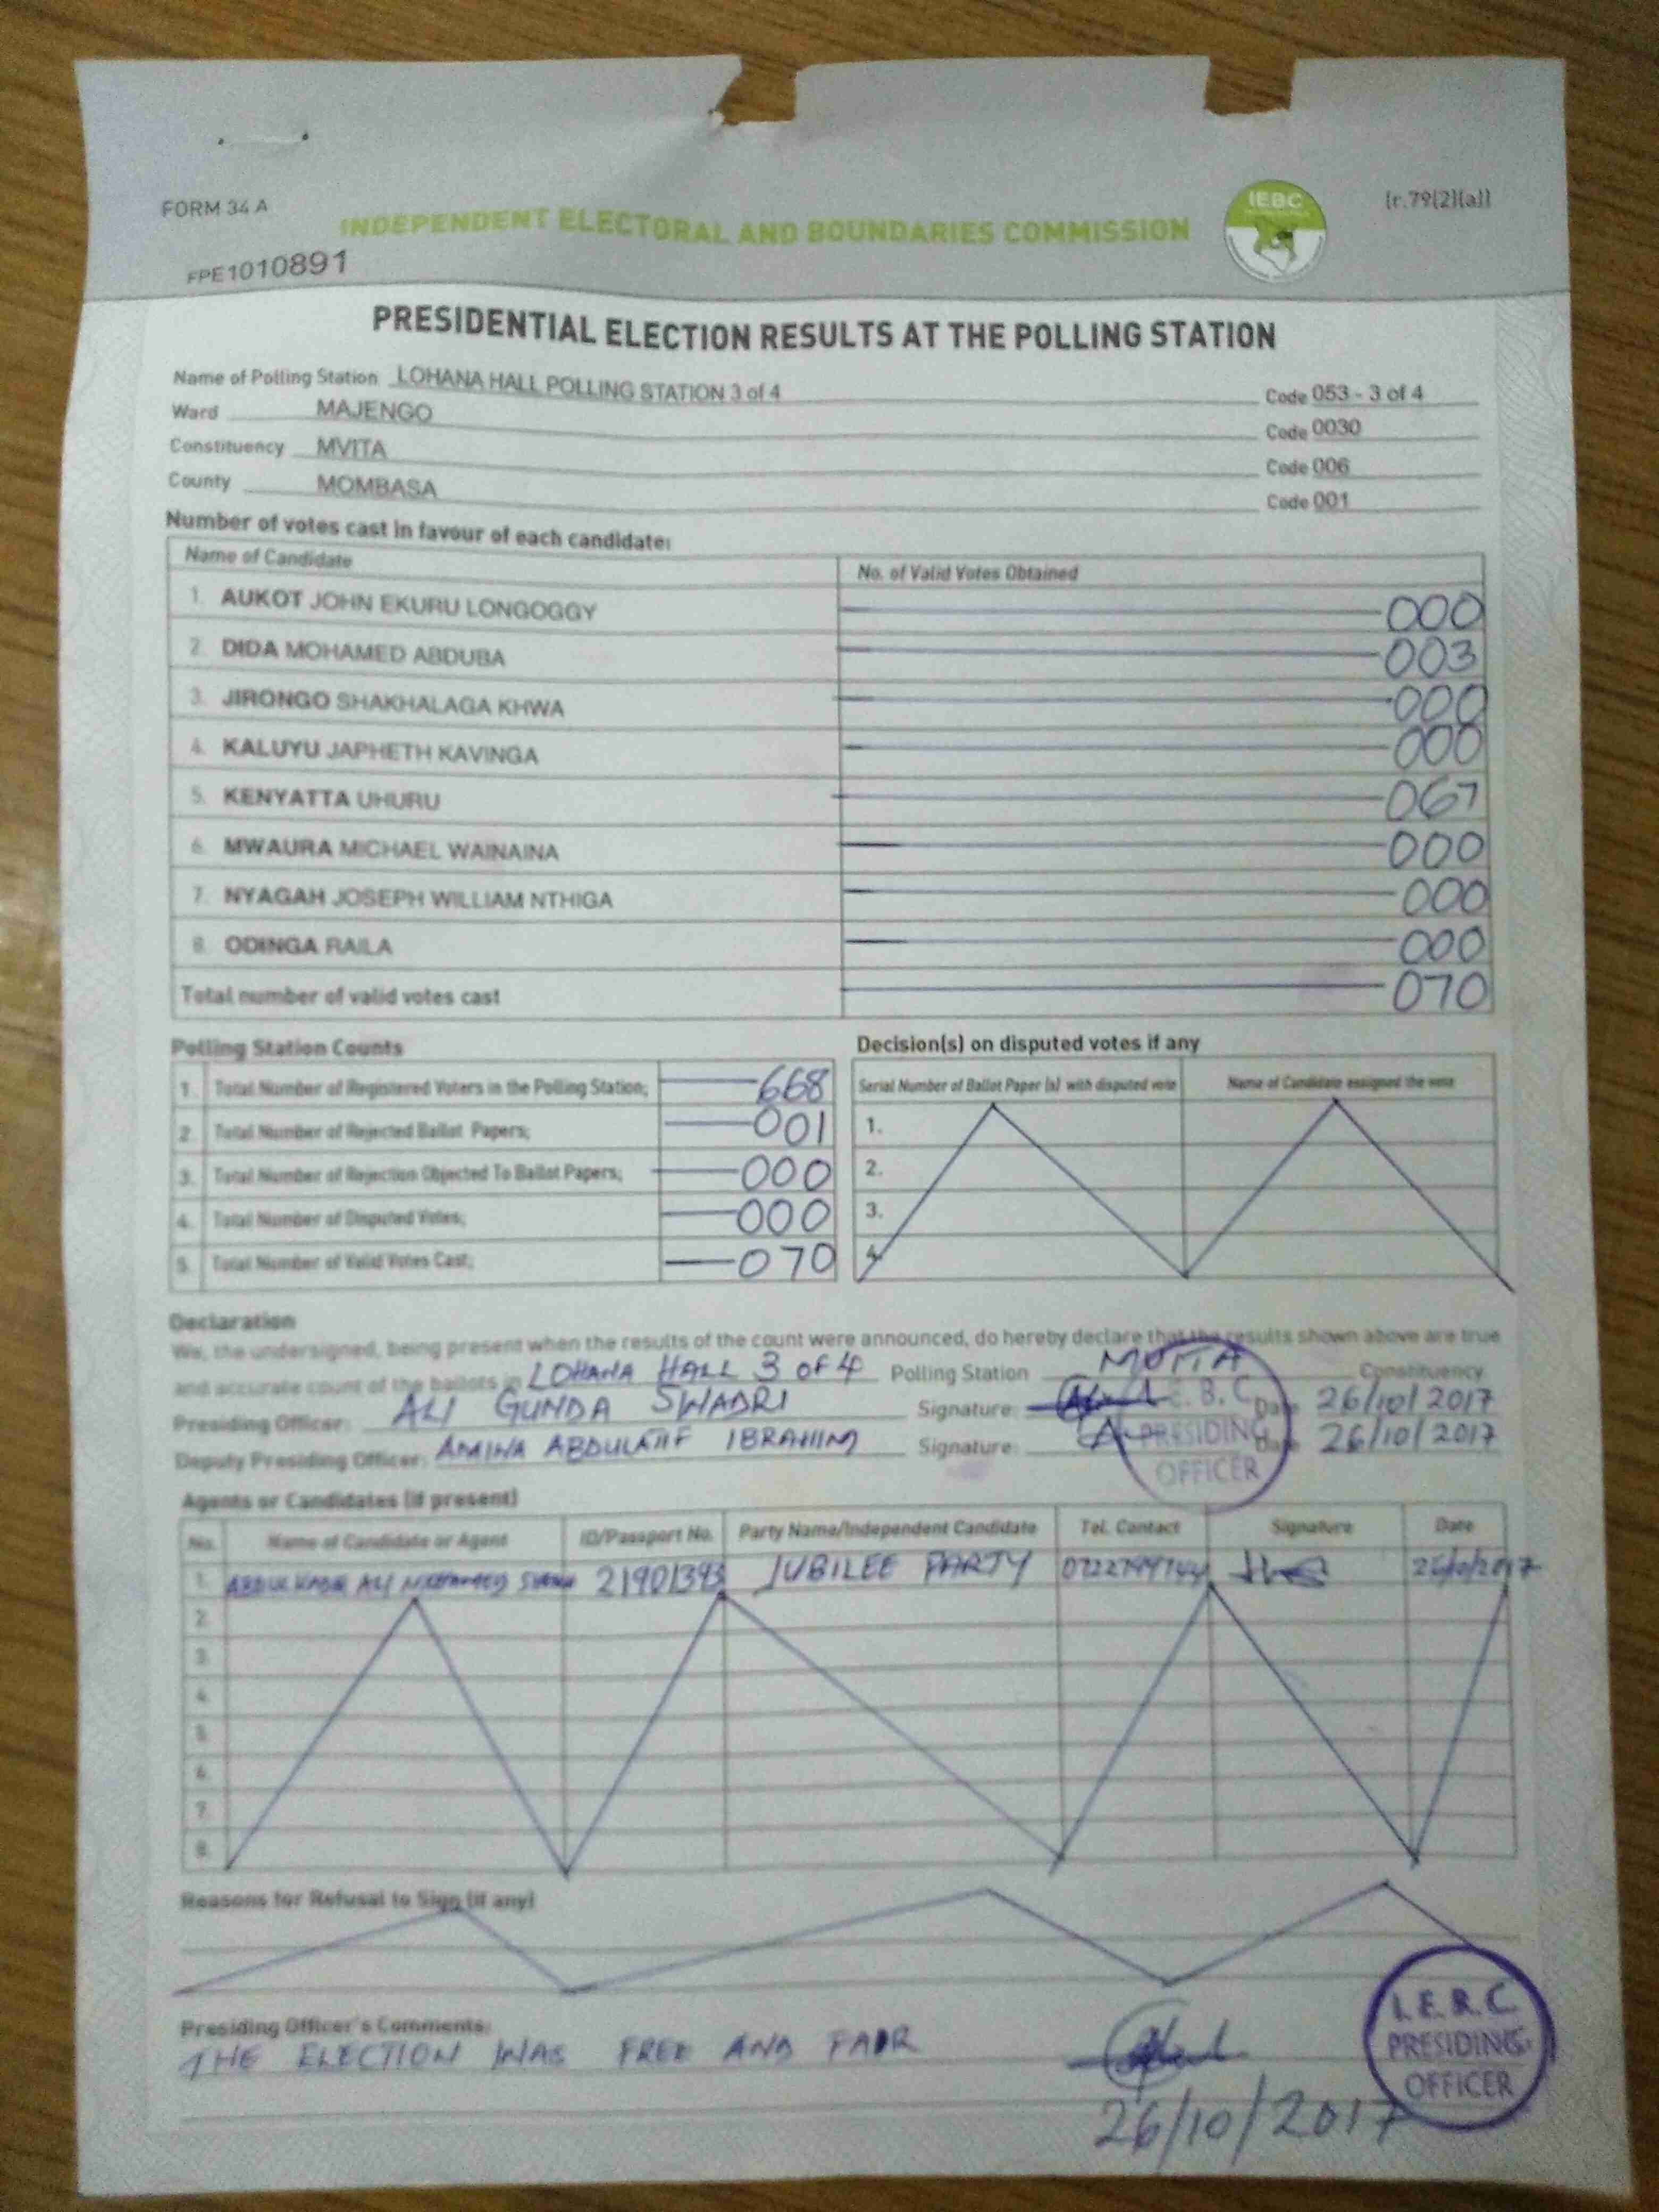 FORM 34 A
INDEPENDENT ELECTORAL AND BOUNDARIES COMMISSION
IEBC
(r.79(2)(a))
FPE1010891
PRESIDENTIAL ELECTION RESULTS AT THE POLLING STATION
Name of Polling Station LOHANA HALL POLLING STATION 3 of 4 Code 053 - 3 of 4
Ward MAJENGO Code 0030
Constituency MVITA Code 006
County MOMBASA Code 001
Number of votes cast in favour of each candidate:
Name of Candidate No. of Valid Votes Obtained
1. AUKOT JOHN EKURU LONGOGGY 000
2. DIDA MOHAMED ABDUBA 003
3. JIRONGO SHAKHALAGA KHWA 000
4. KALUYU JAPHETH KAVINGA 000
5. KENYATTA UHURU 067
6. MWAURA MICHAEL WAINAINA 000
7. NYAGAH JOSEPH WILLIAM NTHIGA 000
8. ODINGA RAILA 000
Total number of valid votes cast 070
Polling Station Counts
1. Total Number of Registered Voters in the Polling Station; 668
2. Total Number of Rejected Ballot Papers; 001
3. Total Number of Rejection Objected To Ballot Papers; 000
4. Total Number of Disputed Votes; 000
5. Total Number of Valid Votes Cast; 070
Decision(s) on disputed votes if any
Serial Number of Ballot Paper (s) with disputed vote Name of Candidate assigned the vote
1.
2.
3.
4.
Declaration
We, the undersigned, being present when the results of the count were announced, do hereby declare that the results shown above are true
and accurate count of the ballots in LOHANA HALL 3 OF 4 Polling Station MVITA Constituency
Presiding Officer: ALI GUNDA SWABRI Signature: Date 26/10/2017
Deputy Presiding Officer: AMINA ABDULATIF IBRAHIM Signature: Date 26/10/2017
I.E.B.C
PRESIDING
OFFICER
Agents or Candidates (if present)
No. Name of Candidate or Agent ID/Passport No. Party Name/Independent Candidate Tel. Contact Signature Date
1. ALI 21901393 JUBILEE PARTY 26/10/2017
2.
3.
4.
5.
6.
7.
8.
Reasons for Refusal to Sign (if any)
Presiding Officer's Comments:
THE ELECTION WAS FREE AND FAIR
26/10/2017
I.E.B.C
PRESIDING
OFFICER